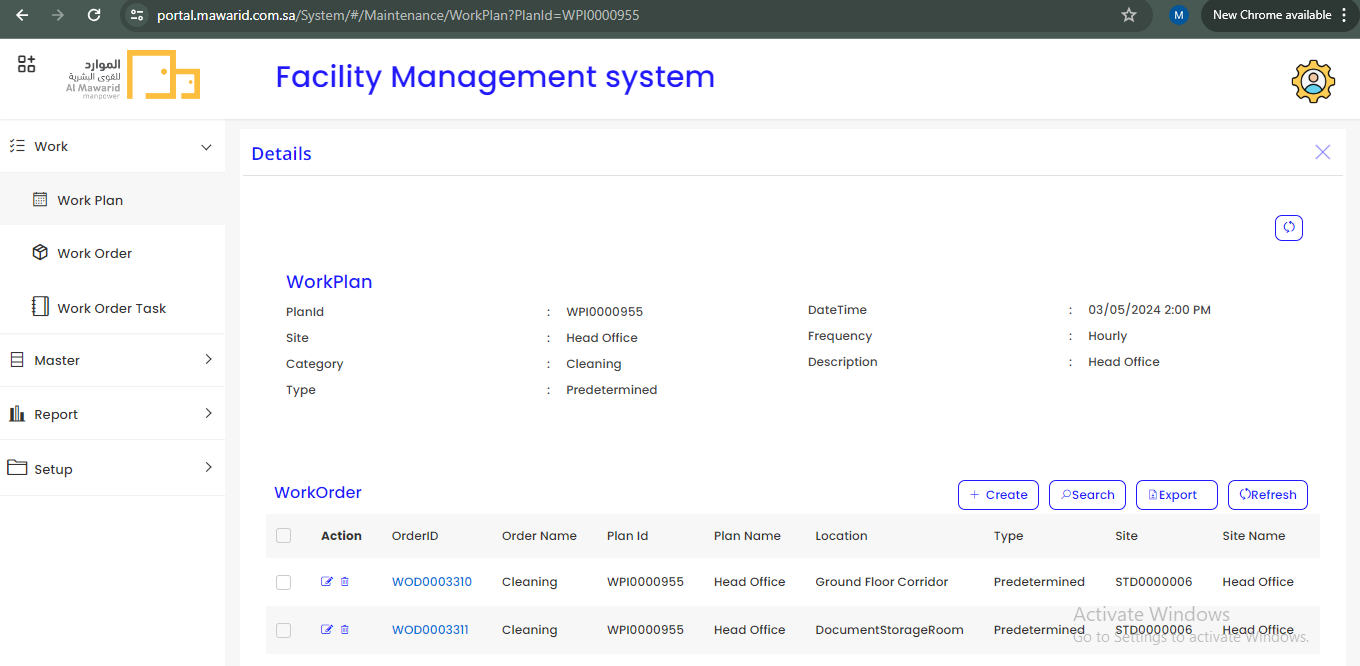 portal.mawarid.com.sa/System/#/Maintenance/WorkPlan?PlanId=WPI0000955
M
New Chrome available
الموارد
للقوى البشرية
Al Mawarid
manpower
Facility Management system
Work
Work Plan
Work Order
Work Order Task
Master
Report
Setup
Details
WorkPlan
PlanId : WPI0000955
Site : Head Office
Category : Cleaning
Type : Predetermined
DateTime : 03/05/2024 2:00 PM
Frequency : Hourly
Description : Head Office
WorkOrder
+ Create Search Export Refresh
Action OrderID Order Name Plan Id Plan Name Location Type Site Site Name
WOD0003310 Cleaning WPI0000955 Head Office Ground Floor Corridor Predetermined STD0000006 Head Office
WOD0003311 Cleaning WPI0000955 Head Office DocumentStorageRoom Predetermined STD0000006 Head Office
Activate Windows
Go to Settings to activate Windows.